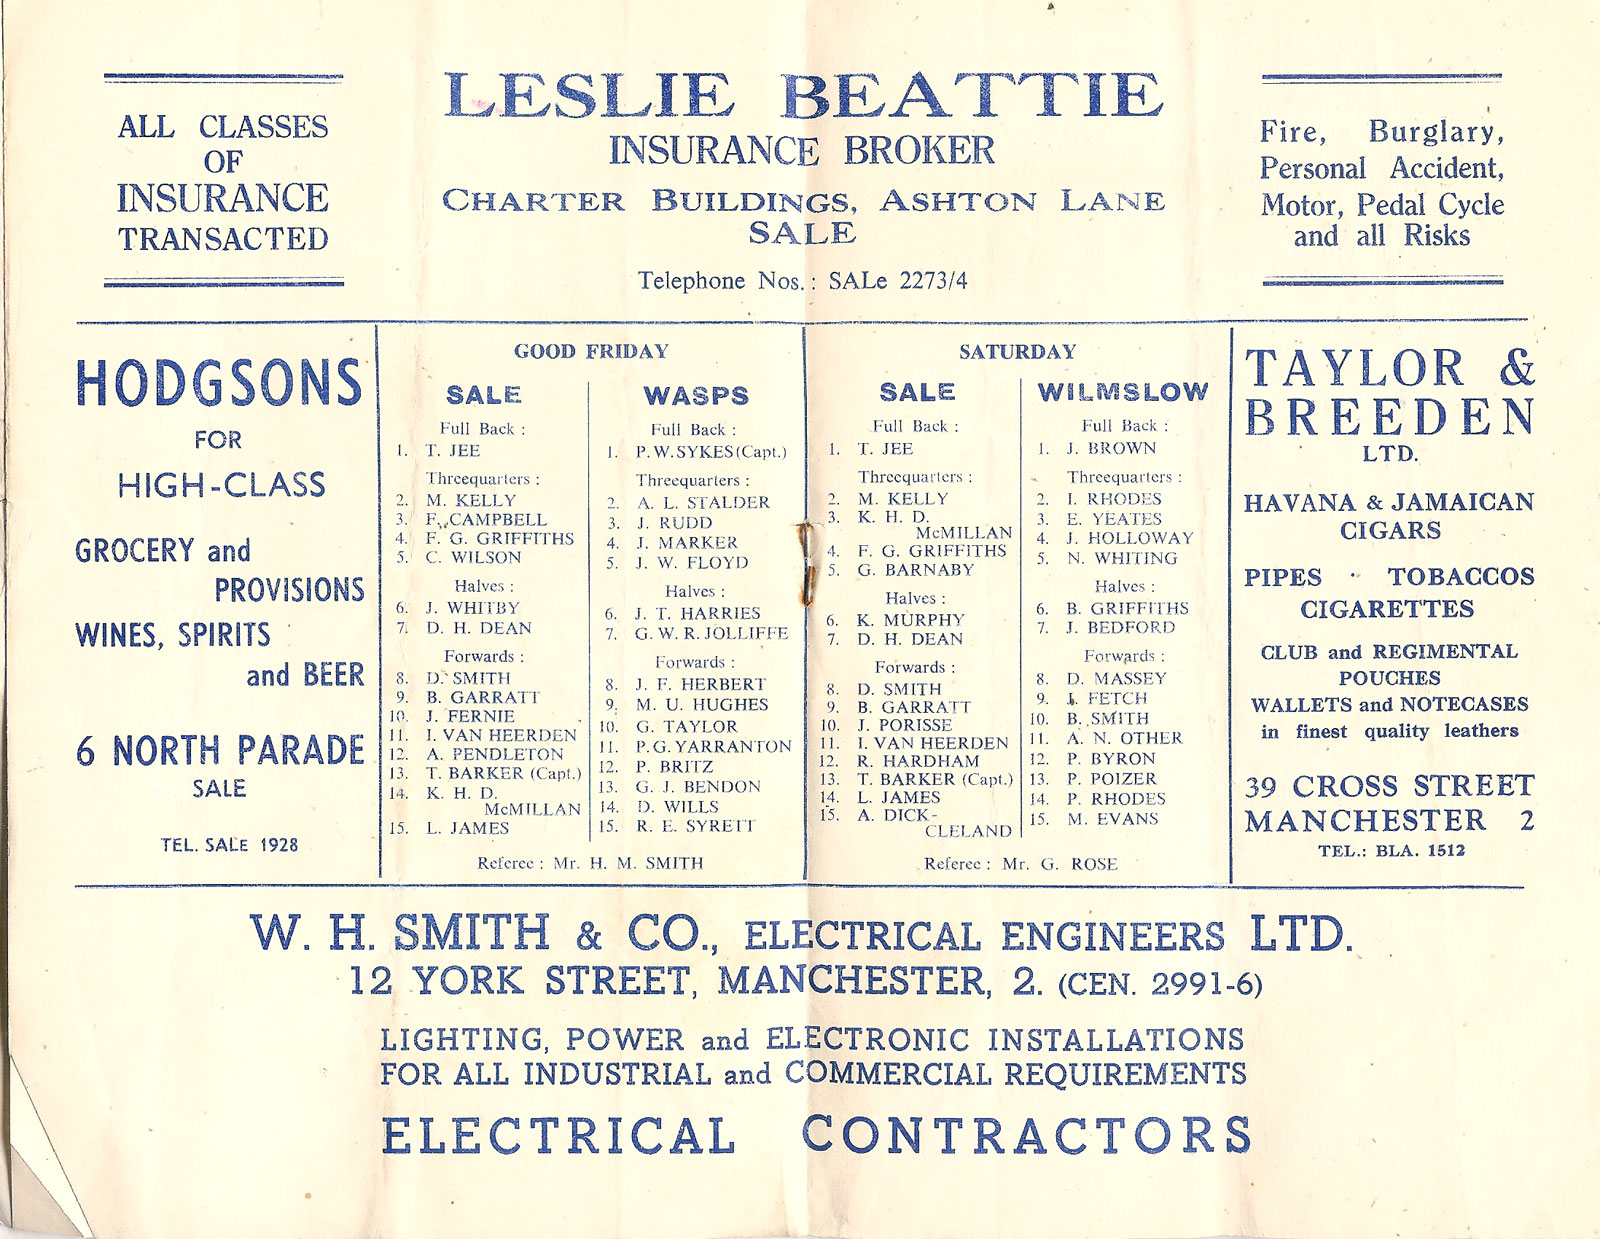 ALL CLASSES
OF
INSURANCE
TRANSACTED
LESLIE BEATTIE
INSURANCE BROKER
CHARTER BUILDINGS, ASHTON LANE
SALE
Telephone Nos.: SALe 2273/4
Fire, Burglary,
Personal Accident,
Motor, Pedal Cycle
and all Risks
HODGSONS
FOR
HIGH-CLASS
GROCERY and
PROVISIONS
WINES, SPIRITS
and BEER
6 NORTH PARADE
SALE
TEL. SALE 1928
GOOD FRIDAY
SALE
Full Back :
1. T. JEE
Threequarters :
2. M. KELLY
3. F. CAMPBELL
4. F. G. GRIFFITHS
5. C. WILSON
Halves :
6. J. WHITBY
7. D. H. DEAN
Forwards :
8. D. SMITH
9. B. GARRATT
10. J. FERNIE
11. I. VAN HEERDEN
12. A. PENDLETON
13. T. BARKER (Capt.)
14. K. H. D.
McMILLAN
15. L. JAMES
WASPS
Full Back :
1. P. W. SYKES (Capt.)
Threequarters :
2. A. L. STALDER
3. J. RUDD
4. J. MARKER
5. J. W. FLOYD
Halves :
6. J. T. HARRIES
7. G. W. R. JOLLIFFE
Forwards :
8. J. F. HERBERT
9. M. U. HUGHES
10. G. TAYLOR
11. P. G. YARRANTON
12. P. BRITZ
13. G. J. BENDON
14. D. WILLS
15. R. E. SYRETT
Referee : Mr. H. M. SMITH
SATURDAY
SALE
Full Back :
1. T. JEE
Threequarters :
2. M. KELLY
3. K. H. D.
McMILLAN
4. F. G. GRIFFITHS
5. G. BARNABY
Halves :
6. K. MURPHY
7. D. H. DEAN
Forwards :
8. D. SMITH
9. B. GARRATT
10. J. PORISSE
11. I. VAN HEERDEN
12. R. HARDHAM
13. T. BARKER (Capt.)
14. L. JAMES
15. A. DICK-
CLELAND
WILMSLOW
Full Back :
1. J. BROWN
Threequarters :
2. I. RHODES
3. E. YEATES
4. J. HOLLOWAY
5. N. WHITING
Halves :
6. B. GRIFFITHS
7. J. BEDFORD
Forwards :
8. D. MASSEY
9. FETCH
10. B. SMITH
11. A. N. OTHER
12. P. BYRON
13. P. POIZER
14. P. RHODES
15. M. EVANS
Referee : Mr. G. ROSE
TAYLOR &
BREEDEN
LTD.
HAVANA & JAMAICAN
CIGARS
PIPES · TOBACCOS
CIGARETTES
CLUB and REGIMENTAL
POUCHES
WALLETS and NOTECASES
in finest quality leathers
39 CROSS STREET
MANCHESTER 2
TEL.: BLA. 1512
W. H. SMITH & CO., ELECTRICAL ENGINEERS LTD.
12 YORK STREET, MANCHESTER, 2. (CEN. 2991-6)
LIGHTING, POWER and ELECTRONIC INSTALLATIONS
FOR ALL INDUSTRIAL and COMMERCIAL REQUIREMENTS
ELECTRICAL CONTRACTORS